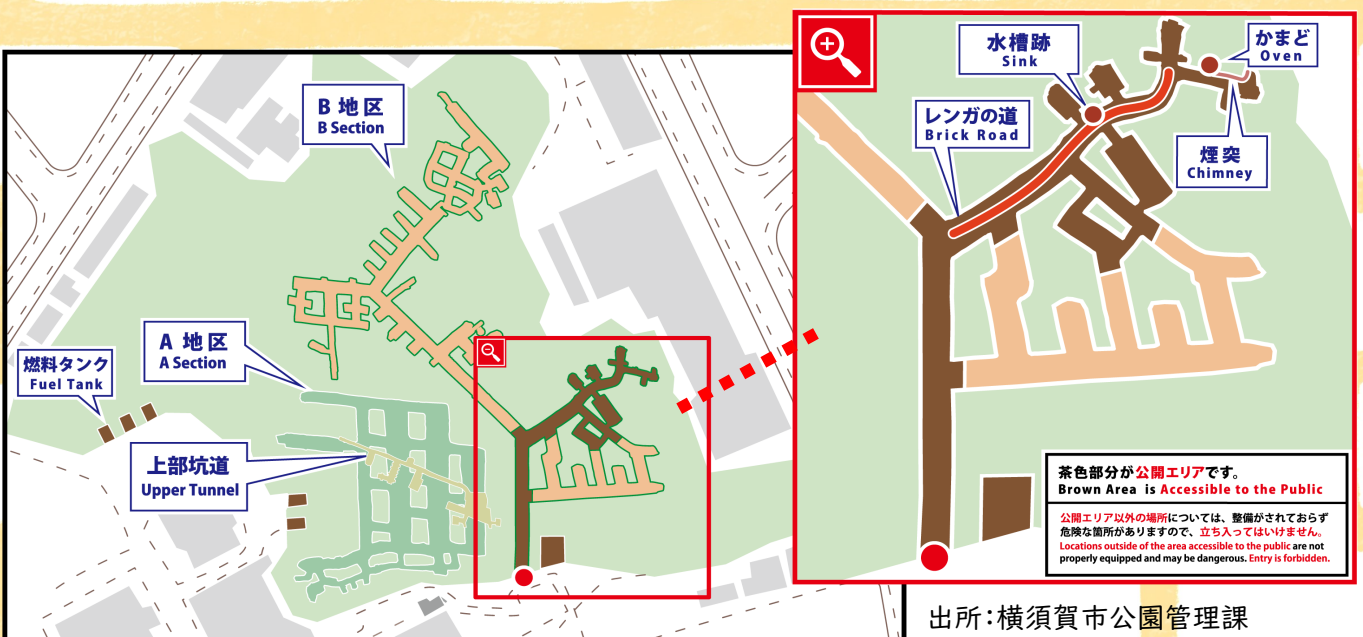 B 地区
B Section
A 地区
A Section
燃料タンク
Fuel Tank
上部坑道
Upper Tunnel
水槽跡
Sink
かまど
Oven
レンガの道
Brick Road
煙突
Chimney
茶色部分が公開エリアです。
Brown Area is Accessible to the Public
公開エリア以外の場所については、整備がされておらず
危険な箇所がありますので、立ち入ってはいけません。
Locations outside of the area accessible to the public are not
properly equipped and may be dangerous. Entry is forbidden.
出所：横須賀市公園管理課